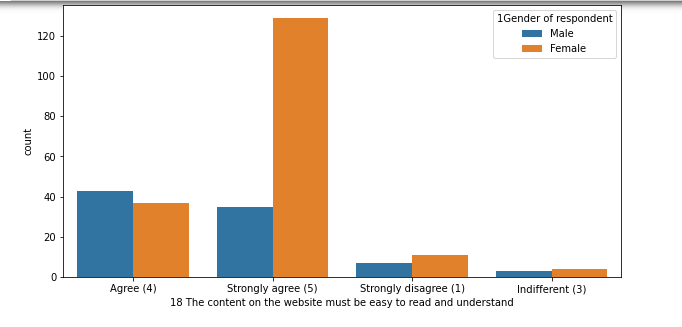 1Gender of respondent
Male
Female
120
100
80
60
40
20
0
count
Agree (4) Strongly agree (5) Strongly disagree (1) Indifferent (3)
18 The content on the website must be easy to read and understand